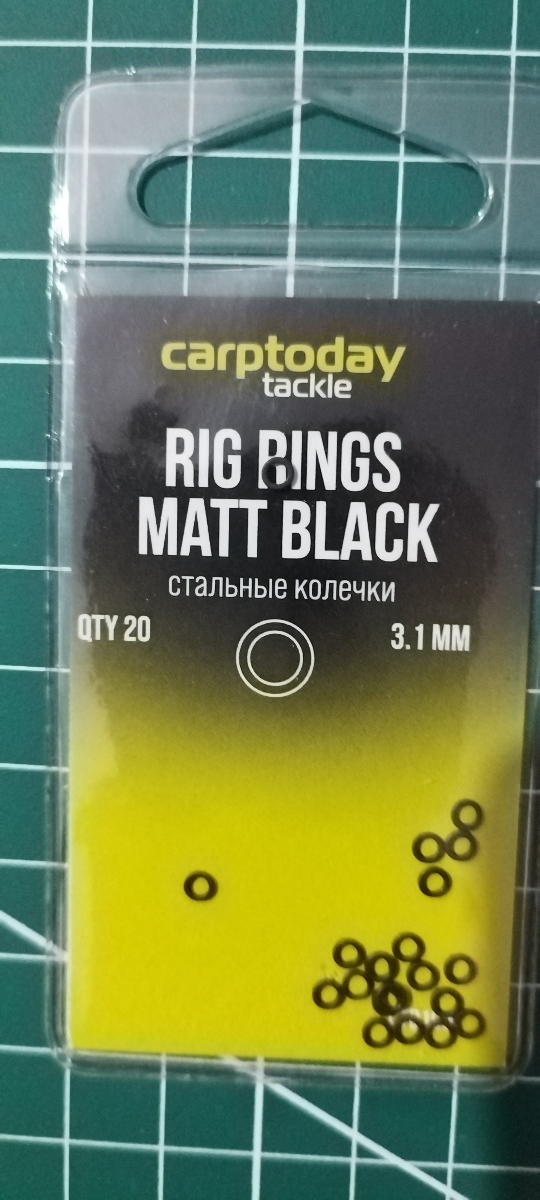 carptoday
tackle
RIG RINGS
MATT BLACK
стальные колечки
QTY 20
3.1 MM